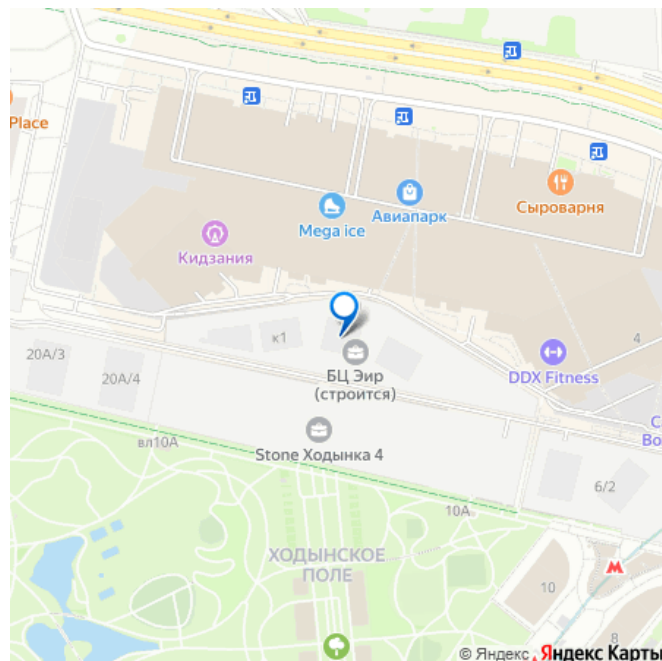 Place
Сыроварня
Авиапарк
Mega ice
Кидзания
к1
4
20А/3
20А/4
БЦ Эир
(строится)
DDX Fitness
вл10А
Stone Ходынка 4
6/2
10А
ХОДЫНСКОЕ
ПОЛЕ
М
10
8
© Яндекс Яндекс Карты